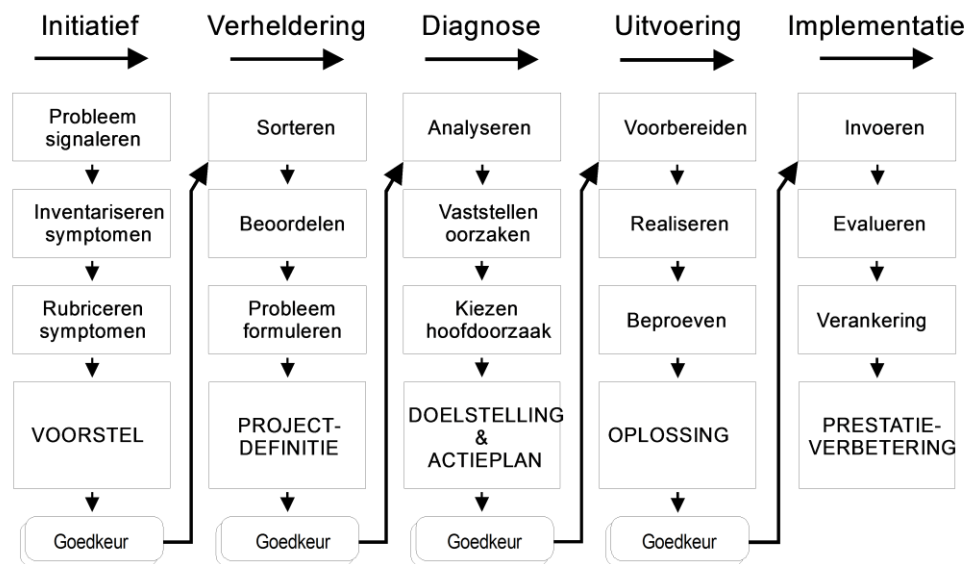 Initiatief
Verheldering
Diagnose
Uitvoering
Implementatie
Probleem
signaleren
Inventariseren
symptomen
Rubriceren
symptomen
VOORSTEL
Goedkeur
Sorteren
Beoordelen
Probleem
formuleren
PROJECT-
DEFINITIE
Goedkeur
Analyseren
Vaststellen
oorzaken
Kiezen
hoofdoorzaak
DOELSTELLING
&
ACTIEPLAN
Goedkeur
Voorbereiden
Realiseren
Beproeven
OPLOSSING
Goedkeur
Invoeren
Evalueren
Verankering
PRESTATIE-
VERBETERING